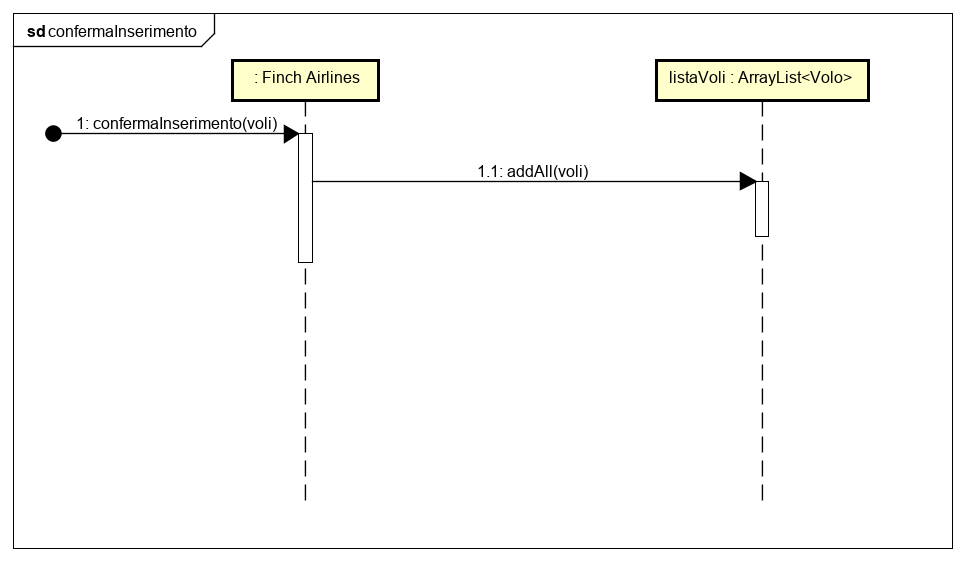 sd confermaInserimento
: Finch Airlines
listaVoli : ArrayList<Volo>
1: confermaInserimento(voli)
1.1: addAll(voli)